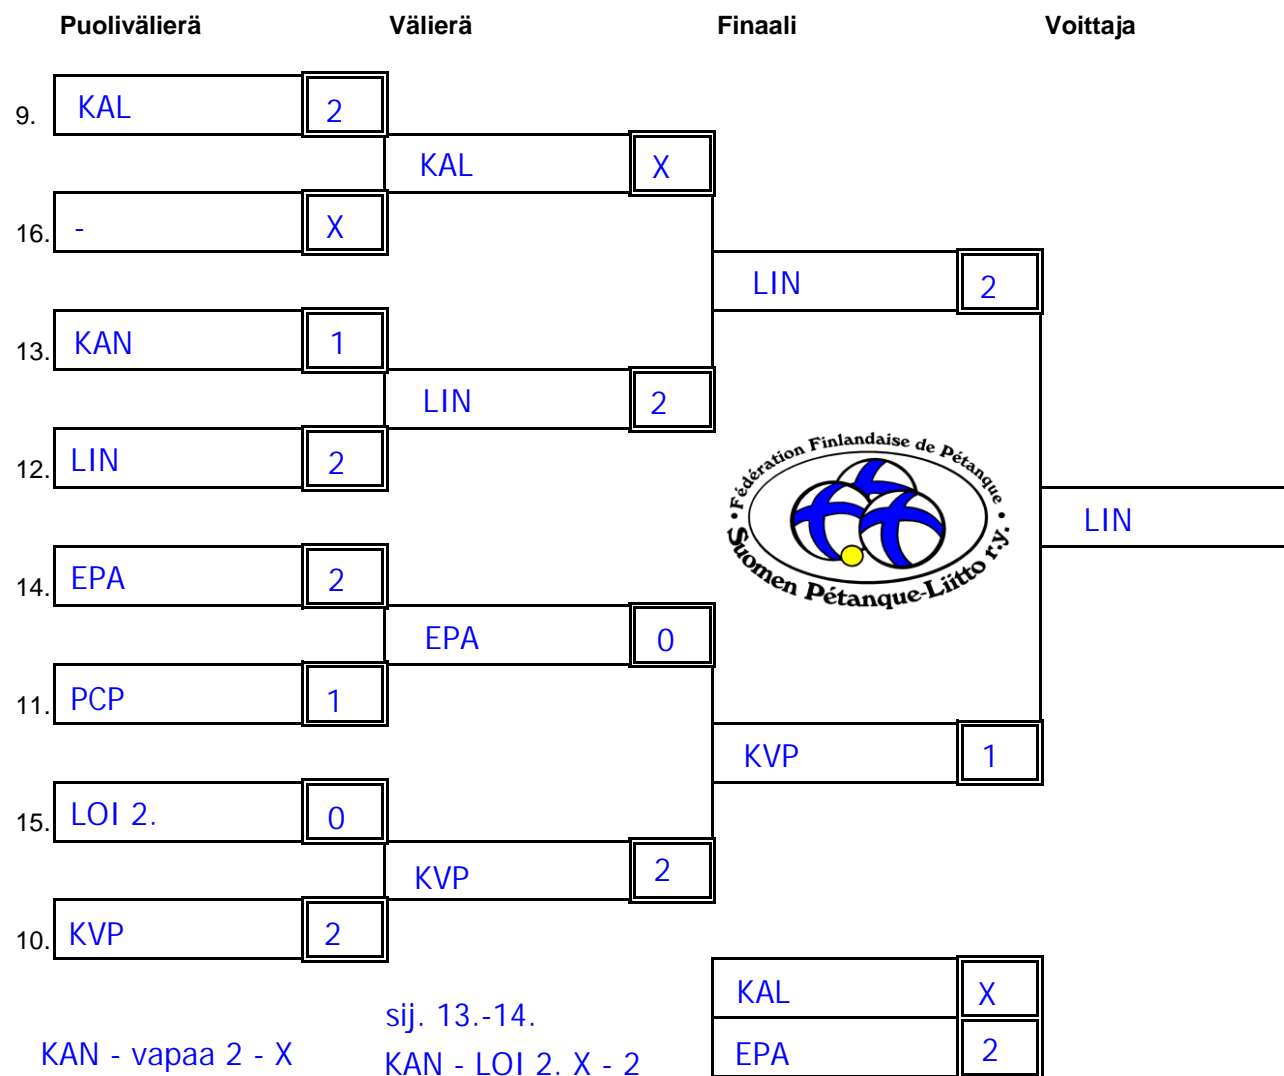 Puolivälierä Välierä Finaali Voittaja
9. KAL 2
KAL X
16. - X
LIN 2
13. KAN 1
LIN 2
12. LIN 2
Fédération Finlandaise de Pétanque •
Suomen Pétanque-Liitto r.y. •
LIN
14. EPA 2
EPA 0
11. PCP 1
KVP 1
15. LOI 2. 0
KVP 2
10. KVP 2
KAL X
sij. 13.-14.
KAN - vapaa 2 - X
KAN - LOI 2. X - 2
EPA 2